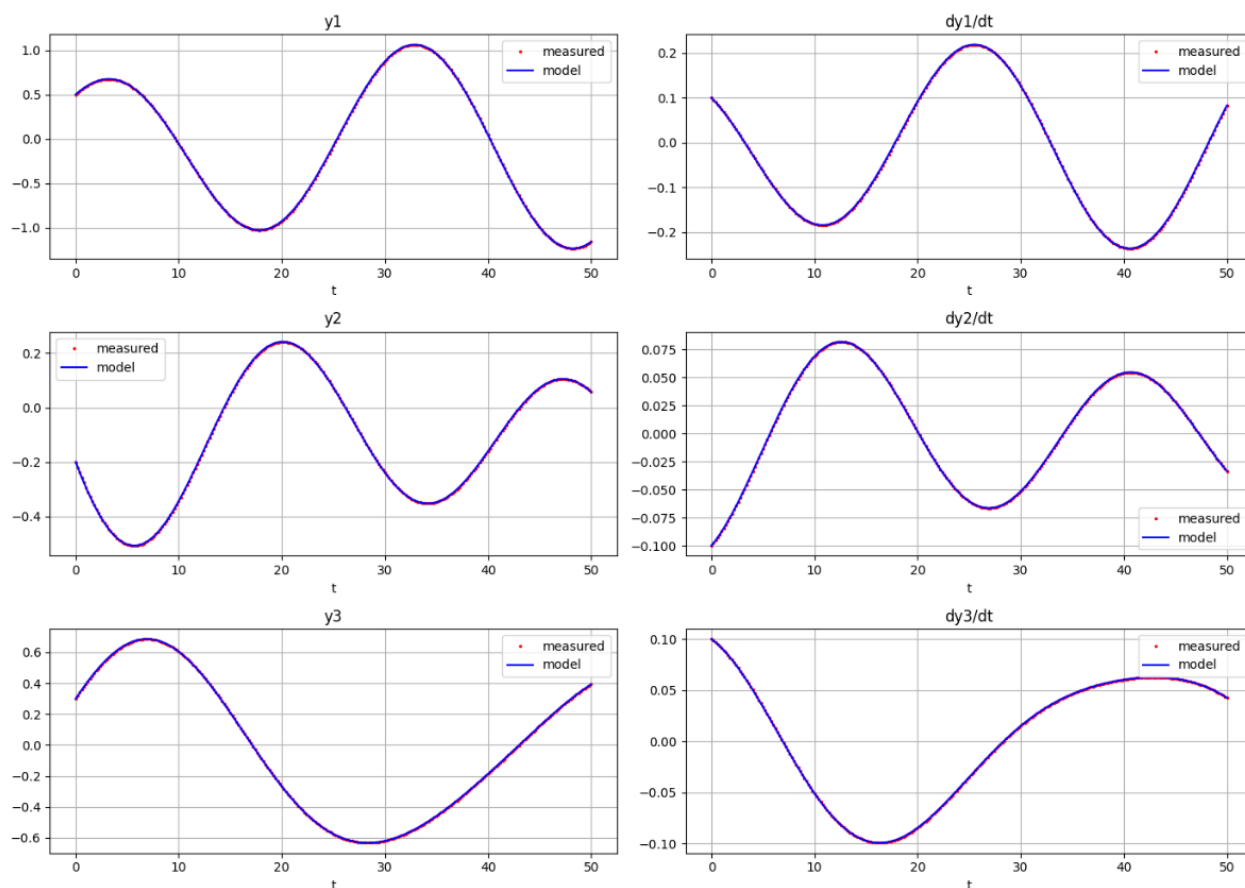 y1
1.0
0.5
0.0
−0.5
−1.0
measured
model
0 10 20 30 40 50
t
dy1/dt
0.2
0.1
0.0
−0.1
−0.2
measured
model
0 10 20 30 40 50
t
y2
0.2
0.0
−0.2
−0.4
measured
model
0 10 20 30 40 50
t
dy2/dt
0.075
0.050
0.025
0.000
−0.025
−0.050
−0.075
−0.100
measured
model
0 10 20 30 40 50
t
y3
0.6
0.4
0.2
0.0
−0.2
−0.4
−0.6
measured
model
0 10 20 30 40 50
t
dy3/dt
0.10
0.05
0.00
−0.05
−0.10
measured
model
0 10 20 30 40 50
t